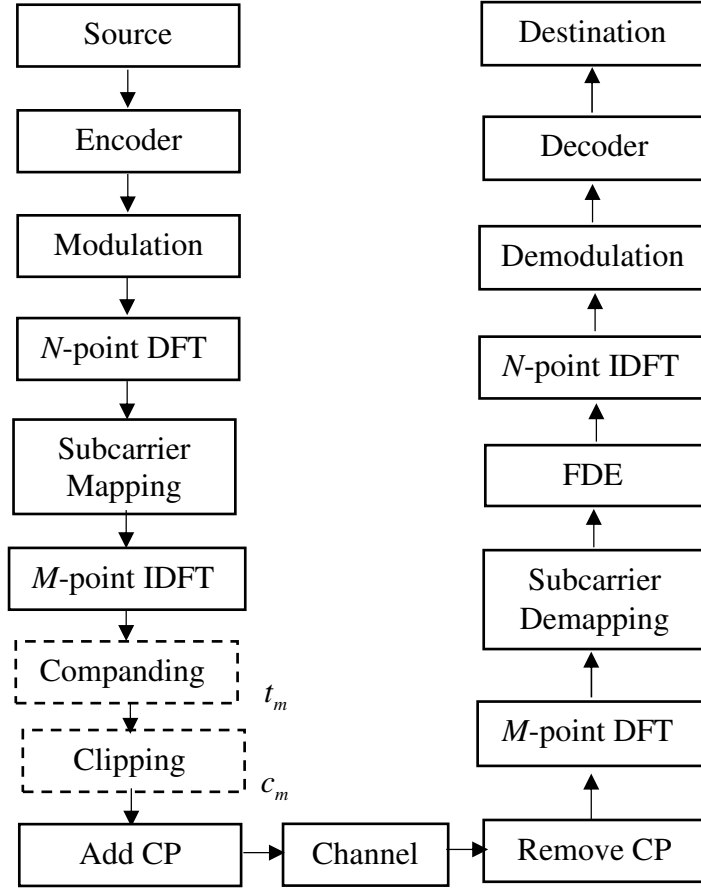 Source
Encoder
Modulation
N-point DFT
Subcarrier
Mapping
M-point IDFT
Companding
t_m
Clipping
c_m
Add CP
Channel
Remove CP
M-point DFT
Subcarrier
Demapping
FDE
N-point IDFT
Demodulation
Decoder
Destination